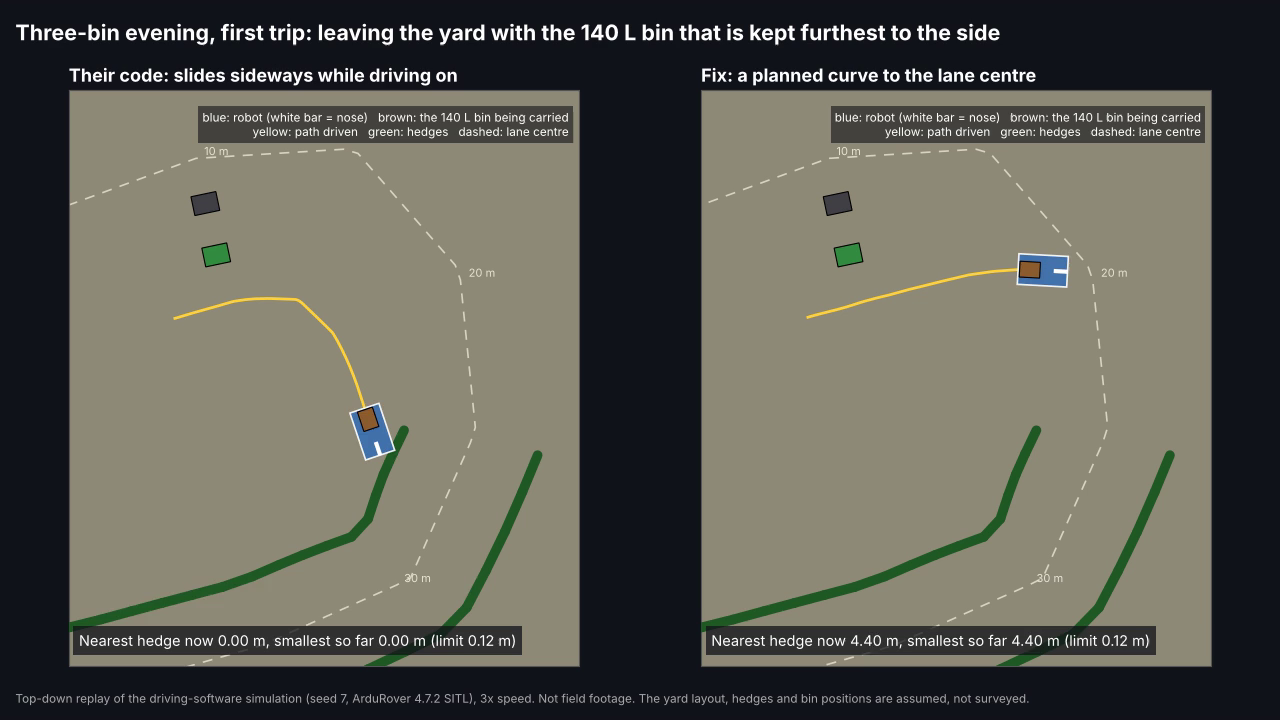 Three-bin evening, first trip: leaving the yard with the 140 L bin that is kept furthest to the side
Their code: slides sideways while driving on
blue: robot (white bar = nose)   brown: the 140 L bin being carried
yellow: path driven   green: hedges   dashed: lane centre
10 m
20 m
30 m
Nearest hedge now 0.00 m, smallest so far 0.00 m (limit 0.12 m)
Fix: a planned curve to the lane centre
blue: robot (white bar = nose)   brown: the 140 L bin being carried
yellow: path driven   green: hedges   dashed: lane centre
10 m
20 m
30 m
Nearest hedge now 4.40 m, smallest so far 4.40 m (limit 0.12 m)
Top-down replay of the driving-software simulation (seed 7, ArduRover 4.7.2 SITL), 3x speed. Not field footage. The yard layout, hedges and bin positions are assumed, not surveyed.